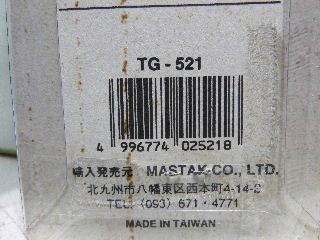 TG-521
4 996774 025218
輸入発売元 MASTAK CO., LTD.
北九州市八幡東区西本町4-14-2
TEL. (093) 671-4771
MADE IN TAIWAN